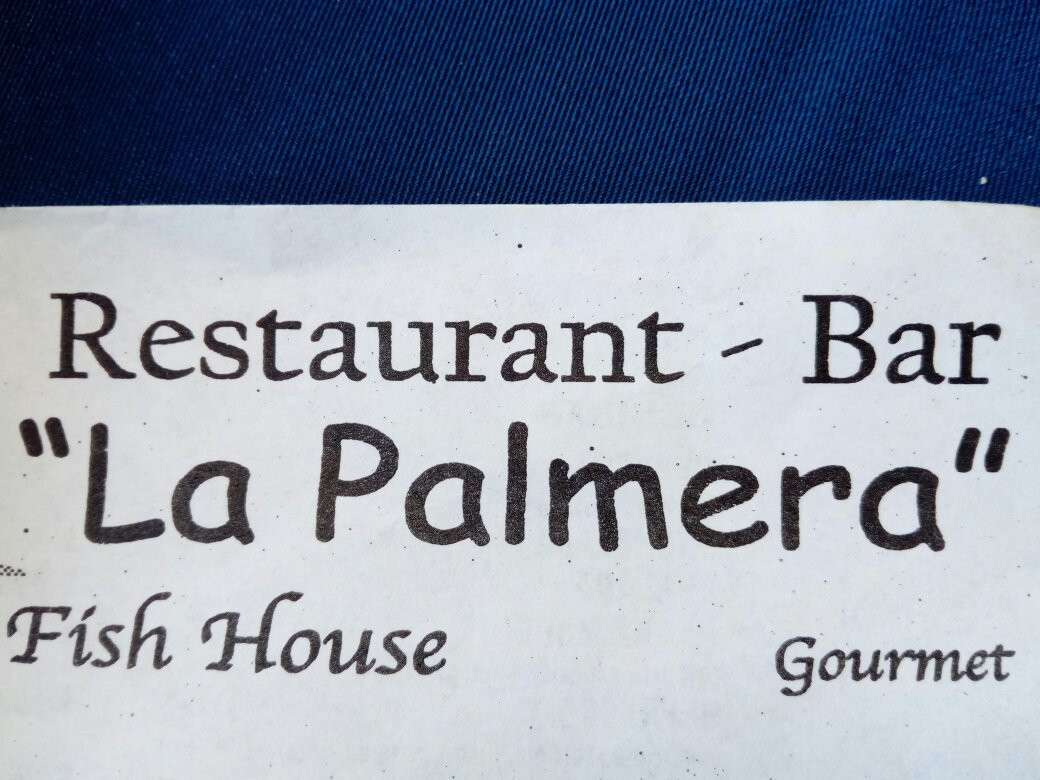 Restaurant - Bar
"La Palmera"
Fish House Gourmet